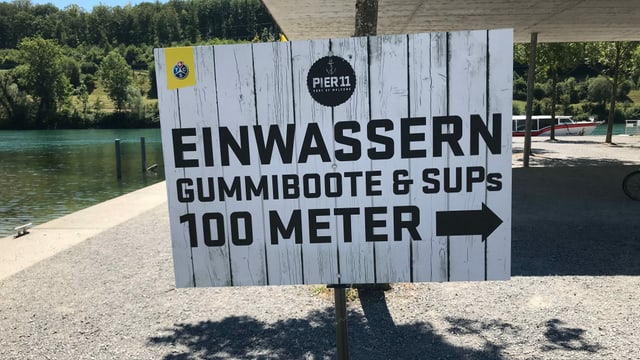 PIER 11
EINWASSERN
GUMMIBOOTE & SUPs
100 METER